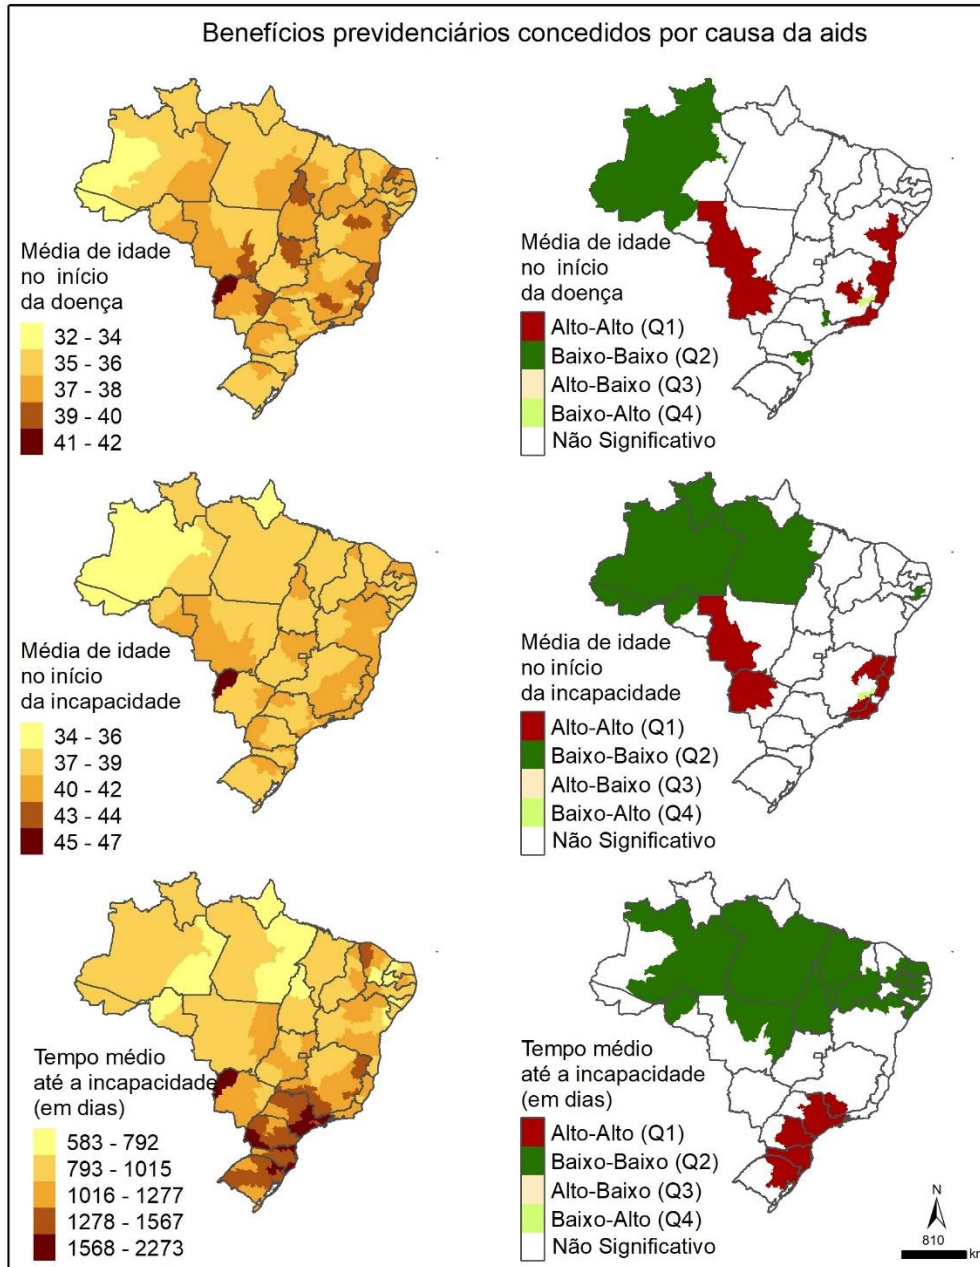 Benefícios previdenciários concedidos por causa da aids
Média de idade
no início
da doença
32 - 34
35 - 36
37 - 38
39 - 40
41 - 42
Média de idade
no início
da doença
Alto-Alto (Q1)
Baixo-Baixo (Q2)
Alto-Baixo (Q3)
Baixo-Alto (Q4)
Não Significativo
Média de idade
no início
da incapacidade
34 - 36
37 - 39
40 - 42
43 - 44
45 - 47
Média de idade
no início
da incapacidade
Alto-Alto (Q1)
Baixo-Baixo (Q2)
Alto-Baixo (Q3)
Baixo-Alto (Q4)
Não Significativo
Tempo médio
até a incapacidade
(em dias)
583 - 792
793 - 1015
1016 - 1277
1278 - 1567
1568 - 2273
Tempo médio
até a incapacidade
(em dias)
Alto-Alto (Q1)
Baixo-Baixo (Q2)
Alto-Baixo (Q3)
Baixo-Alto (Q4)
Não Significativo
N
810
km